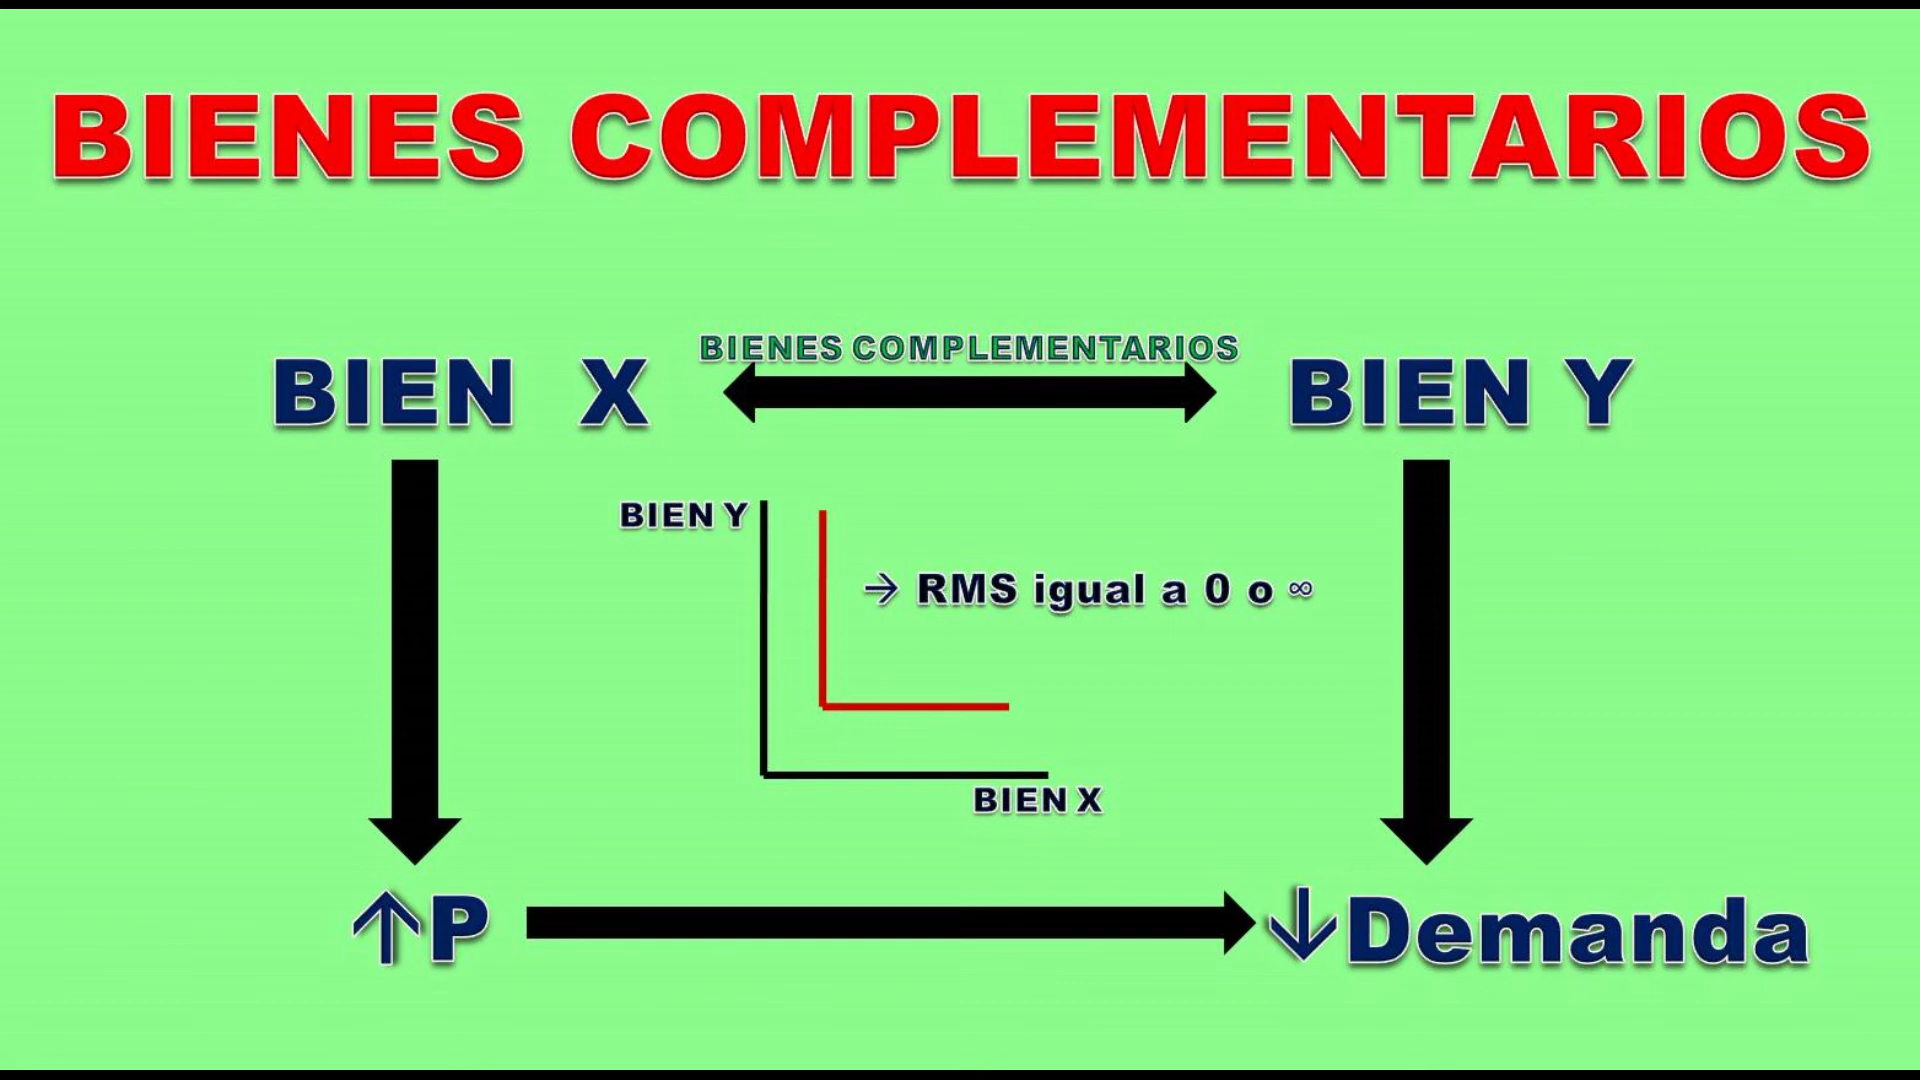 BIENES COMPLEMENTARIOS
BIENES COMPLEMENTARIOS
BIEN X
BIEN Y
BIEN Y
→ RMS igual a 0 o ∞
BIEN X
↑P
↓Demanda